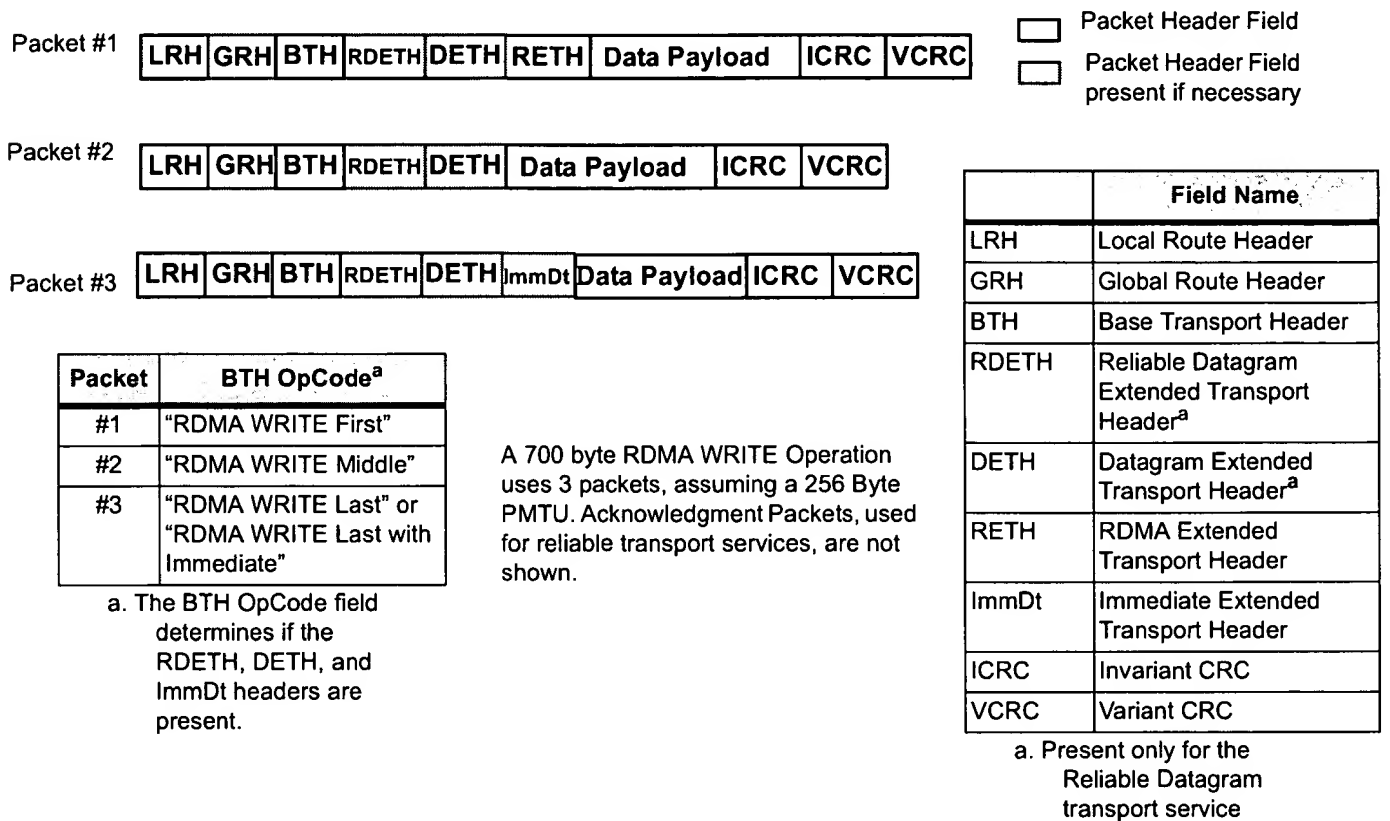 Packet #1
LRH GRH BTH RDETH DETH RETH Data Payload ICRC VCRC
Packet Header Field
Packet Header Field
present if necessary
Packet #2
LRH GRH BTH RDETH DETH Data Payload ICRC VCRC
Packet #3
LRH GRH BTH RDETH DETH ImmDt Data Payload ICRC VCRC
Packet BTH OpCodeᵃ
#1 "RDMA WRITE First"
#2 "RDMA WRITE Middle"
#3 "RDMA WRITE Last" or
"RDMA WRITE Last with
Immediate"
a. The BTH OpCode field
determines if the
RDETH, DETH, and
ImmDt headers are
present.
A 700 byte RDMA WRITE Operation
uses 3 packets, assuming a 256 Byte
PMTU. Acknowledgment Packets, used
for reliable transport services, are not
shown.
Field Name
LRH Local Route Header
GRH Global Route Header
BTH Base Transport Header
RDETH Reliable Datagram
Extended Transport
Headerᵃ
DETH Datagram Extended
Transport Headerᵃ
RETH RDMA Extended
Transport Header
ImmDt Immediate Extended
Transport Header
ICRC Invariant CRC
VCRC Variant CRC
a. Present only for the
Reliable Datagram
transport service